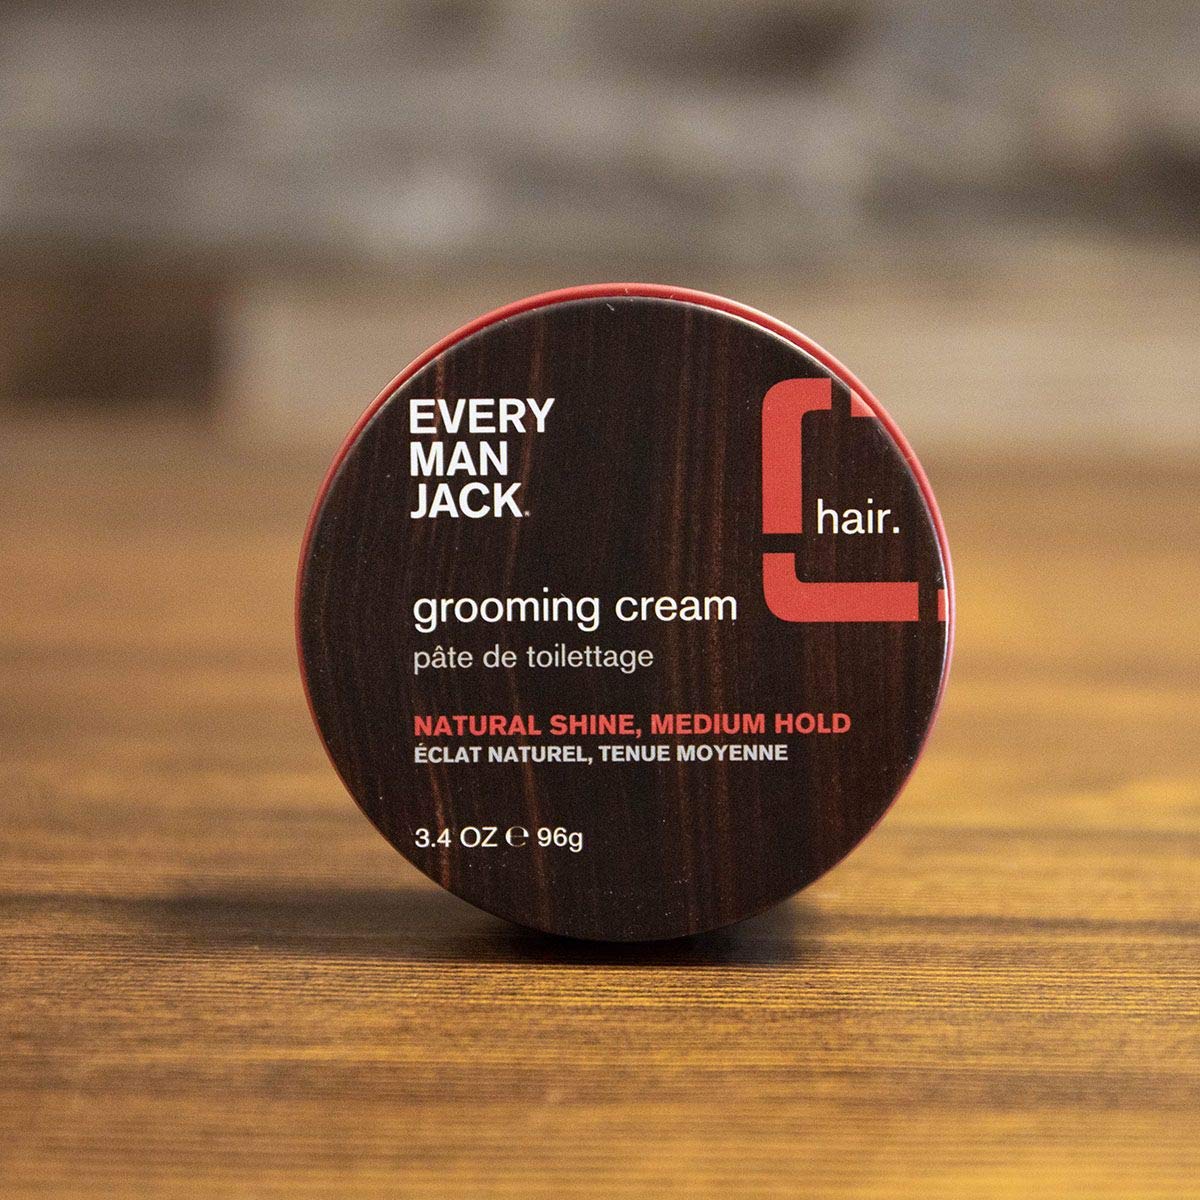 EVERY
MAN
JACK
hair.
grooming cream
pâte de toilettage
NATURAL SHINE, MEDIUM HOLD
ÉCLAT NATUREL, TENUE MOYENNE
3.4 OZ ℮ 96g